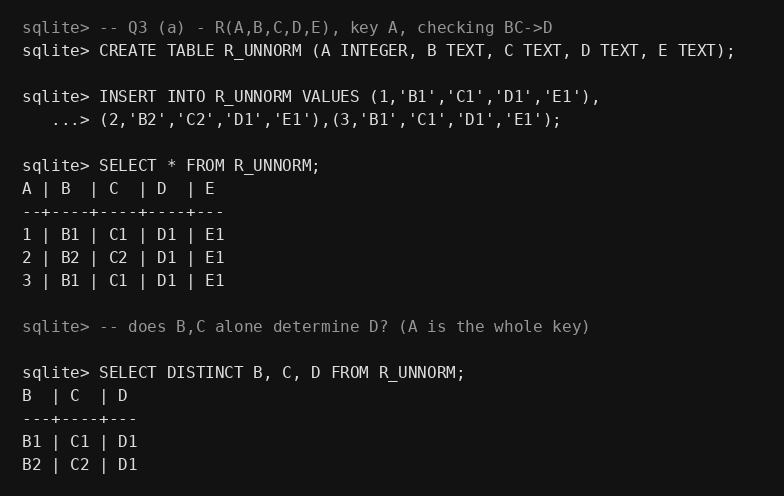 sqlite> -- Q3 (a) - R(A,B,C,D,E), key A, checking BC->D
sqlite> CREATE TABLE R_UNNORM (A INTEGER, B TEXT, C TEXT, D TEXT, E TEXT);
sqlite> INSERT INTO R_UNNORM VALUES (1,'B1','C1','D1','E1'),
   ...> (2,'B2','C2','D1','E1'),(3,'B1','C1','D1','E1');
sqlite> SELECT * FROM R_UNNORM;
A | B  | C  | D  | E
--+----+----+----+---
1 | B1 | C1 | D1 | E1
2 | B2 | C2 | D1 | E1
3 | B1 | C1 | D1 | E1
sqlite> -- does B,C alone determine D? (A is the whole key)
sqlite> SELECT DISTINCT B, C, D FROM R_UNNORM;
B  | C  | D
---+----+---
B1 | C1 | D1
B2 | C2 | D1